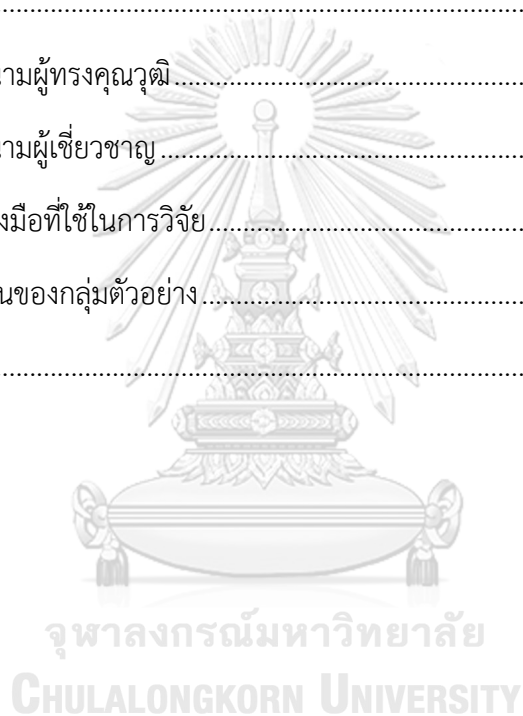 ..........................................................................
นามผู้ทรงคุณวุฒิ..........................................
นามผู้เชี่ยวชาญ............................................
งมือที่ใช้ในการวิจัย......................................
นของกลุ่มตัวอย่าง.......................................
..........................................................................
จุฬาลงกรณ์มหาวิทยาลัย
CHULALONGKORN UNIVERSITY